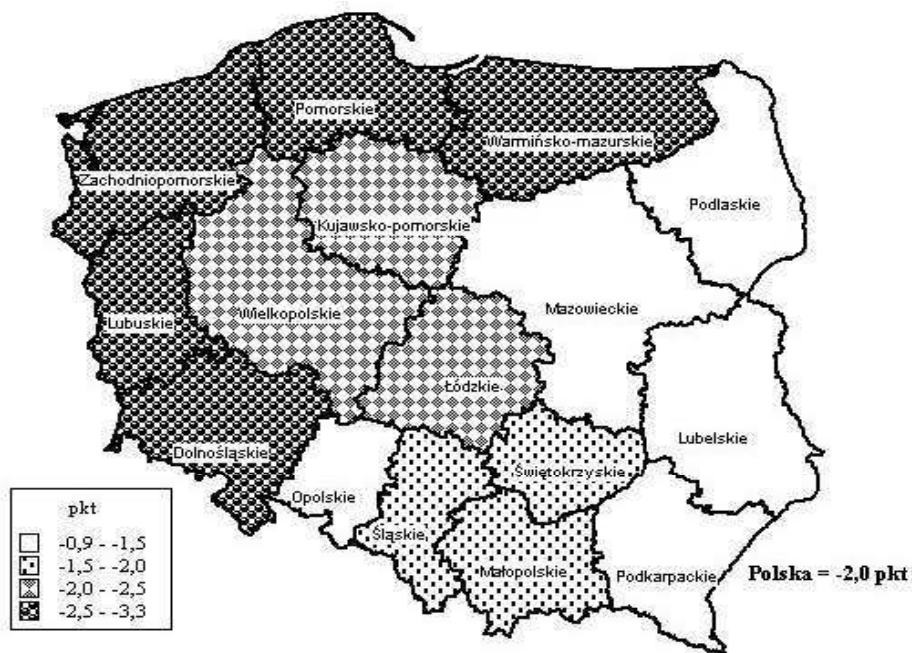 Pomorskie
Warmińsko-mazurskie
Zachodniopomorskie
Podlaskie
Kujawsko-pomorskie
Mazowieckie
Wielkopolskie
Lubuskie
Łódzkie
Lubelskie
Dolnośląskie
Świętokrzyskie
Opolskie
Śląskie
Małopolskie
Podkarpackie
Polska = -2,0 pkt
pkt
-0,9 - -1,5
-1,5 - -2,0
-2,0 - -2,5
-2,5 - -3,3